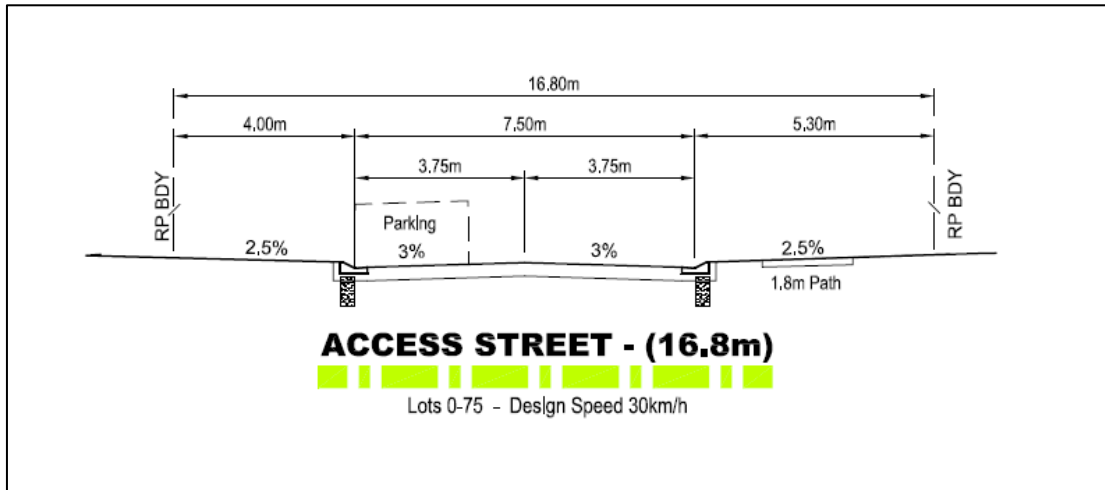 16.80m
4.00m
7.50m
5.30m
3.75m
3.75m
RP BDY
Parking
RP BDY
2.5%
3%
3%
2.5%
1.8m Path
ACCESS STREET - (16.8m)
Lots 0-75 - Design Speed 30km/h